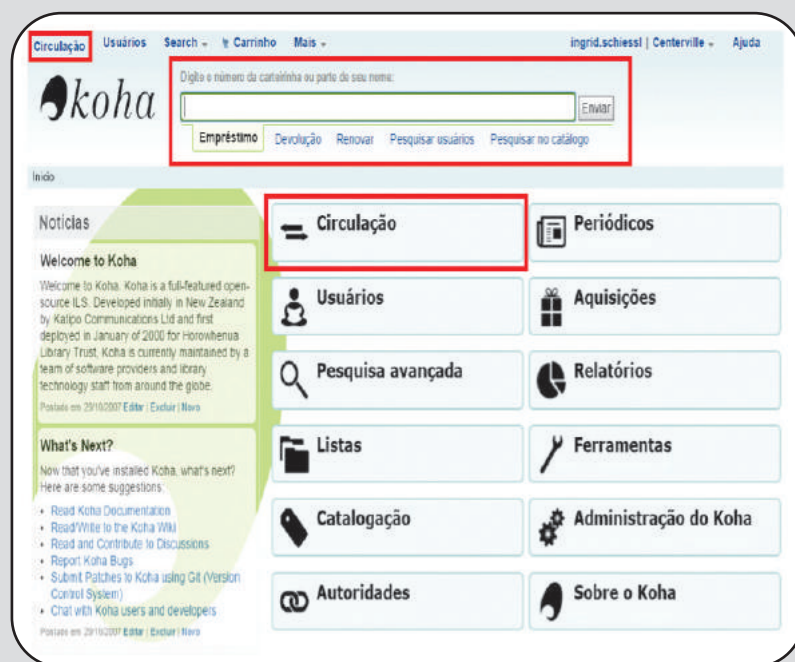 Circulação Usuários Search Carrinho Mais ingrid.schiessl | Centerville Ajuda
koha
Digite o número da carteirinha ou parte do seu nome:
Enviar
Empréstimo Devolução Renovar Pesquisar usuários Pesquisar no catálogo
Início
Notícias
Welcome to Koha
Welcome to Koha. Koha is a full-featured open-
source ILS. Developed initially in New Zealand
by Katipo Communications Ltd and first
deployed in January of 2000 for Horowhenua
Library Trust, Koha is currently maintained by a
team of software providers and library
technology staff from around the globe.
Postado em 29/10/2007 Editar | Excluir | Novo
What's Next?
Now that you've installed Koha, what's next?
Here are some suggestions:
• Read Koha Documentation
• Read/Write to the Koha Wiki
• Read and Contribute to Discussions
• Report Koha Bugs
• Submit Patches to Koha using Git (Version
Control System)
• Chat with Koha users and developers
Postado em 29/10/2007 Editar | Excluir | Novo
Circulação
Periódicos
Usuários
Aquisições
Pesquisa avançada
Relatórios
Listas
Ferramentas
Catalogação
Administração do Koha
Autoridades
Sobre o Koha